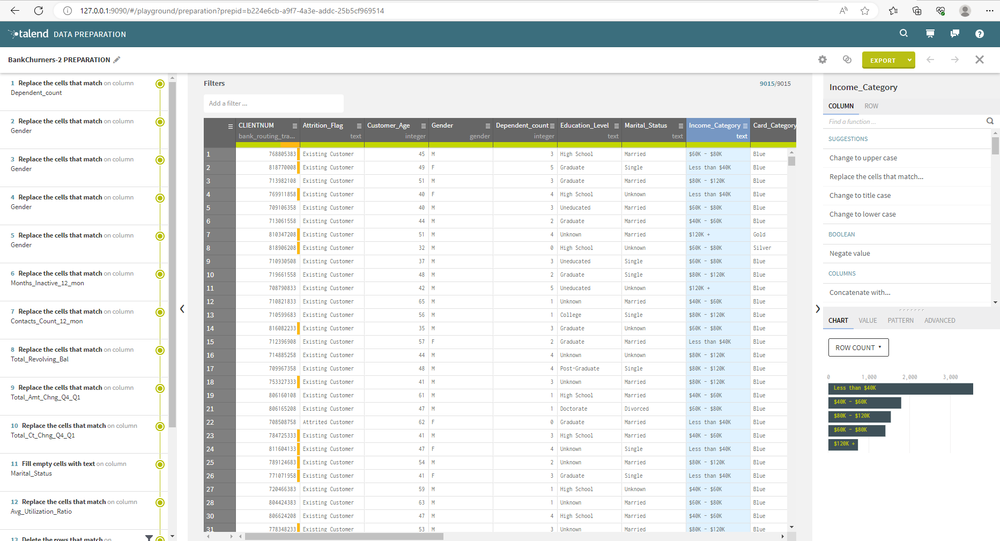 127.0.0.1:9090/#/playground/preparation?prepid=b224e6cb-a9f7-4a3e-addc-25b5cf969514
talend DATA PREPARATION
BankChurners-2 PREPARATION
EXPORT
1 Replace the cells that match on column
Dependent_count
2 Replace the cells that match on column
Gender
3 Replace the cells that match on column
Gender
4 Replace the cells that match on column
Gender
5 Replace the cells that match on column
Gender
6 Replace the cells that match on column
Months_Inactive_12_mon
7 Replace the cells that match on column
Contacts_Count_12_mon
8 Replace the cells that match on column
Total_Revolving_Bal
9 Replace the cells that match on column
Total_Amt_Chng_Q4_Q1
10 Replace the cells that match on column
Total_Ct_Chng_Q4_Q1
11 Fill empty cells with text on column
Marital_Status
12 Replace the cells that match on column
Avg_Utilization_Ratio
13 Delete the rows that match on
Filters
9015/9015
Add a filter ...
CLIENTNUM Attrition_Flag Customer_Age Gender Dependent_count Education_Level Marital_Status Income_Category Card_Category
bank_routing_tra... text integer gender integer text text text
1 768805383 Existing Customer 45 M 3 High School Married $60K - $80K Blue
2 818770008 Existing Customer 49 F 5 Graduate Single Less than $40K Blue
3 713982108 Existing Customer 51 M 3 Graduate Married $80K - $120K Blue
4 769911858 Existing Customer 40 F 4 High School Unknown Less than $40K Blue
5 709106358 Existing Customer 40 M 3 Uneducated Married $60K - $80K Blue
6 713061558 Existing Customer 44 M 2 Graduate Married $40K - $60K Blue
7 810347208 Existing Customer 51 M 4 Unknown Married $120K + Gold
8 818906208 Existing Customer 32 M 0 High School Unknown $60K - $80K Silver
9 710930508 Existing Customer 37 M 3 Uneducated Single $60K - $80K Blue
10 719661558 Existing Customer 48 M 2 Graduate Single $80K - $120K Blue
11 708790833 Existing Customer 42 M 5 Uneducated Unknown $120K + Blue
12 710821833 Existing Customer 65 M 1 Unknown Married $40K - $60K Blue
13 710599683 Existing Customer 56 M 1 College Single $80K - $120K Blue
14 816082233 Existing Customer 35 M 3 Graduate Unknown $60K - $80K Blue
15 712396908 Existing Customer 57 F 2 Graduate Married Less than $40K Blue
16 714885258 Existing Customer 44 M 4 Unknown Unknown $80K - $120K Blue
17 709967358 Existing Customer 48 M 4 Post-Graduate Single $80K - $120K Blue
18 753327333 Existing Customer 41 M 3 Unknown Married $80K - $120K Blue
19 806160108 Existing Customer 61 M 1 High School Married $40K - $60K Blue
21 806165208 Existing Customer 47 M 1 Doctorate Divorced $60K - $80K Blue
22 708508758 Attrited Customer 62 F 0 Graduate Married Less than $40K Blue
23 784725333 Existing Customer 41 M 3 High School Married $40K - $60K Blue
24 811604133 Existing Customer 47 F 4 Unknown Single Less than $40K Blue
25 789124683 Existing Customer 54 M 2 Unknown Married $80K - $120K Blue
26 771071958 Existing Customer 41 F 3 Graduate Single Less than $40K Blue
27 720466383 Existing Customer 59 M 1 High School Unknown $40K - $60K Blue
28 804424383 Existing Customer 63 M 1 Unknown Married $60K - $80K Blue
30 806624208 Existing Customer 47 M 4 High School Married $40K - $60K Blue
31 778348233 Existing Customer 53 M 3 Unknown Married $80K - $120K Blue
Income_Category
COLUMN ROW
Find a function ...
SUGGESTIONS
Change to upper case
Replace the cells that match...
Change to title case
Change to lower case
BOOLEAN
Negate value
COLUMNS
Concatenate with...
CHART VALUE PATTERN ADVANCED
ROW COUNT
0 1,000 2,000 3,000
Less than $40K
$40K - $60K
$80K - $120K
$60K - $80K
$120K +